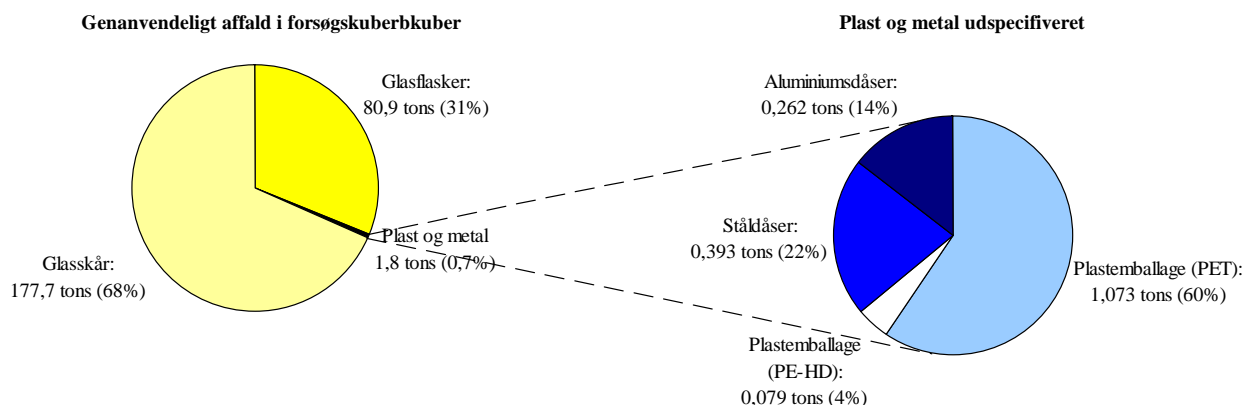 Genanvendeligt affald i forsøgskuberbkuber
Glasflasker:
80,9 tons (31%)
Plast og metal
1,8 tons (0,7%)
Glasskår:
177,7 tons (68%)
Plast og metal udspecifiveret
Aluminiumsdåser:
0,262 tons (14%)
Ståldåser:
0,393 tons (22%)
Plastemballage (PET):
1,073 tons (60%)
Plastemballage
(PE-HD):
0,079 tons (4%)